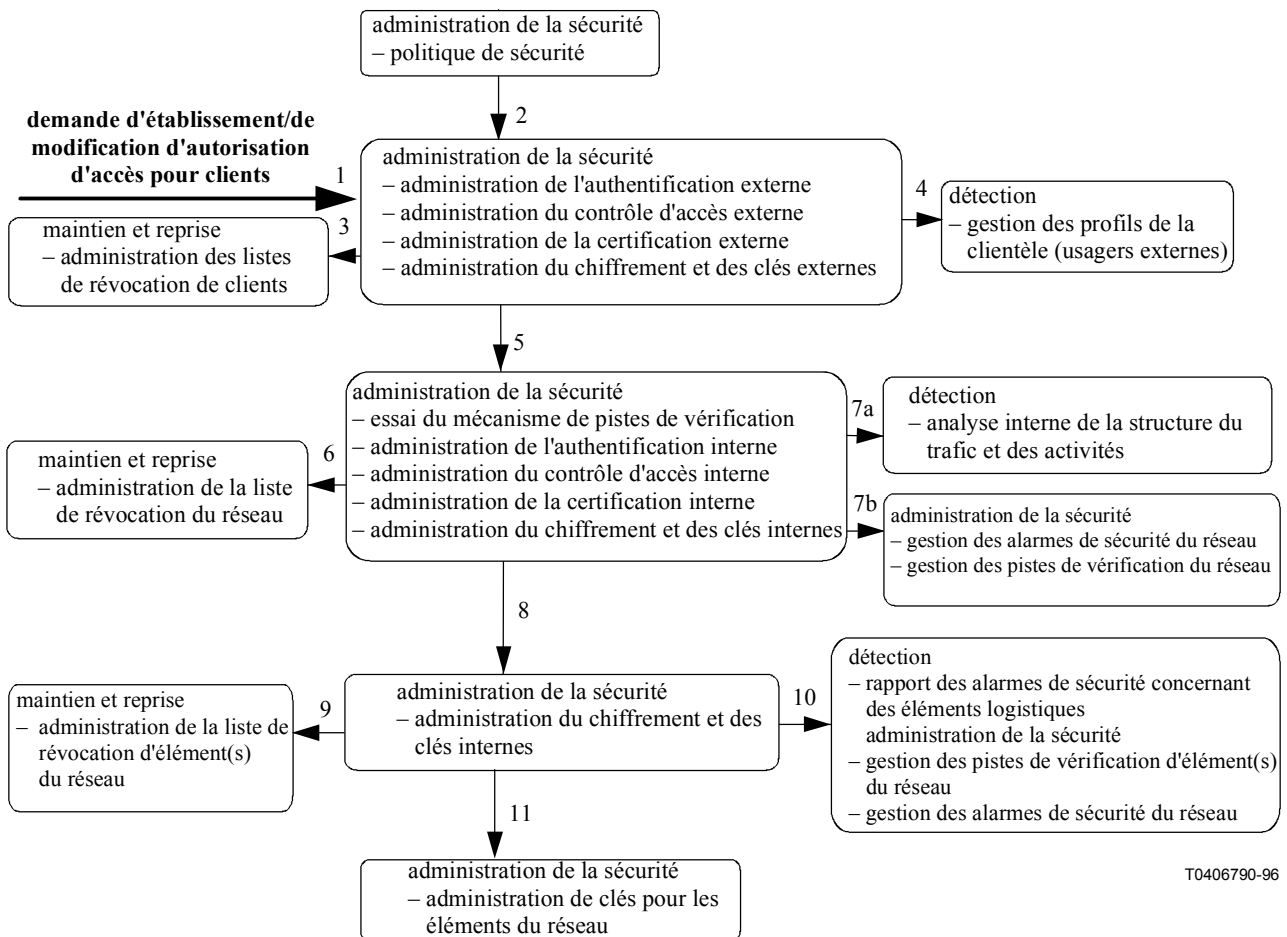 administration de la sécurité
– politique de sécurité
2
demande d'établissement/de
modification d'autorisation
d'accès pour clients
1
administration de la sécurité
– administration de l'authentification externe
– administration du contrôle d'accès externe
– administration de la certification externe
– administration du chiffrement et des clés externes
4
détection
– gestion des profils de la
clientèle (usagers externes)
3
maintien et reprise
– administration des listes
de révocation de clients
5
administration de la sécurité
– essai du mécanisme de pistes de vérification
– administration de l'authentification interne
– administration du contrôle d'accès interne
– administration de la certification interne
– administration du chiffrement et des clés internes
7a
détection
– analyse interne de la structure du
trafic et des activités
6
maintien et reprise
– administration de la liste
de révocation du réseau
7b
administration de la sécurité
– gestion des alarmes de sécurité du réseau
– gestion des pistes de vérification du réseau
8
administration de la sécurité
– administration du chiffrement et des
clés internes
9
maintien et reprise
– administration de la liste de
révocation d'élément(s)
du réseau
10
détection
– rapport des alarmes de sécurité concernant
des éléments logistiques
administration de la sécurité
– gestion des pistes de vérification d'élément(s)
du réseau
– gestion des alarmes de sécurité du réseau
11
administration de la sécurité
– administration de clés pour les
éléments du réseau
T0406790-96